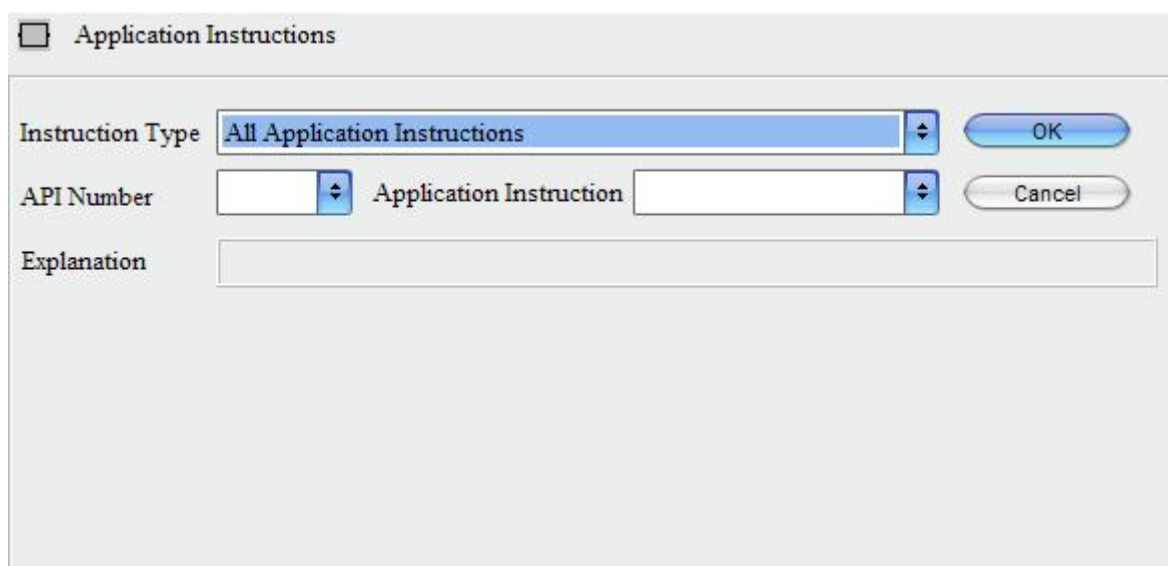 Application Instructions
Instruction Type All Application Instructions OK
API Number Application Instruction Cancel
Explanation